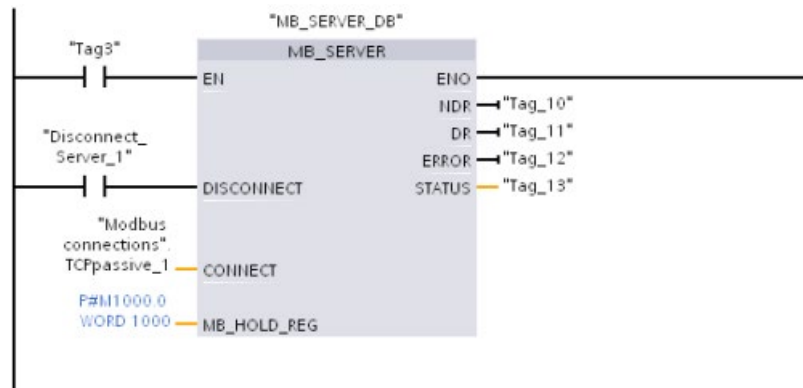 "MB_SERVER_DB"
"Tag3"
MB_SERVER
EN
ENO
NDR
"Tag_10"
DR
"Tag_11"
"Disconnect_
Server_1"
ERROR
"Tag_12"
DISCONNECT
STATUS
"Tag_13"
"Modbus
connections".
TCPpassive_1
CONNECT
P#M1000.0
WORD 1000
MB_HOLD_REG